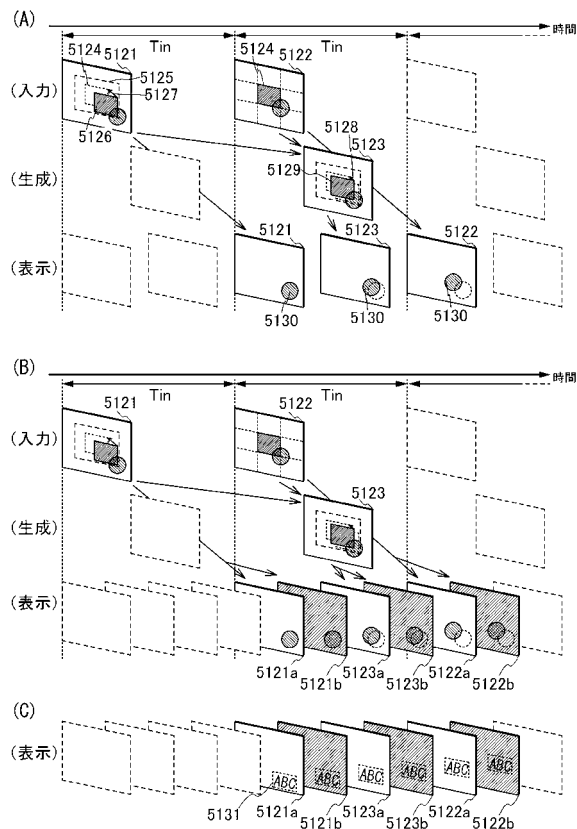 (A)
時間
Tin Tin
5124 5121 5124 5122
5125
(入力)
5127
5126
5128 5123
(生成)
5129
5121 5123 5122
(表示)
5130 5130 5130
(B)
時間
Tin Tin
5121 5122
(入力)
5123
(生成)
(表示)
5121a 5123a 5122a
5121b 5123b 5122b
(C)
(表示)
ABC ABC ABC ABC ABC ABC
5131 5121a 5123a 5122a
5121b 5123b 5122b